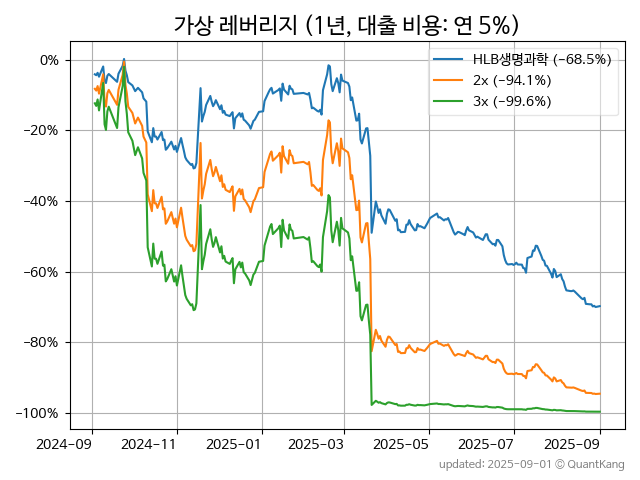 가상 레버리지 (1년, 대출 비용: 연 5%)
HLB생명과학 (−68.5%)
2x (−94.1%)
3x (−99.6%)
0%
−20%
−40%
−60%
−80%
−100%
2024-09 2024-11 2025-01 2025-03 2025-05 2025-07 2025-09
updated: 2025-09-01 © QuantKang